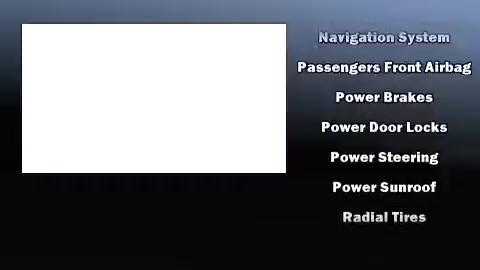 Navigation System
Passengers Front Airbag
Power Brakes
Power Door Locks
Power Steering
Power Sunroof
Radial Tires